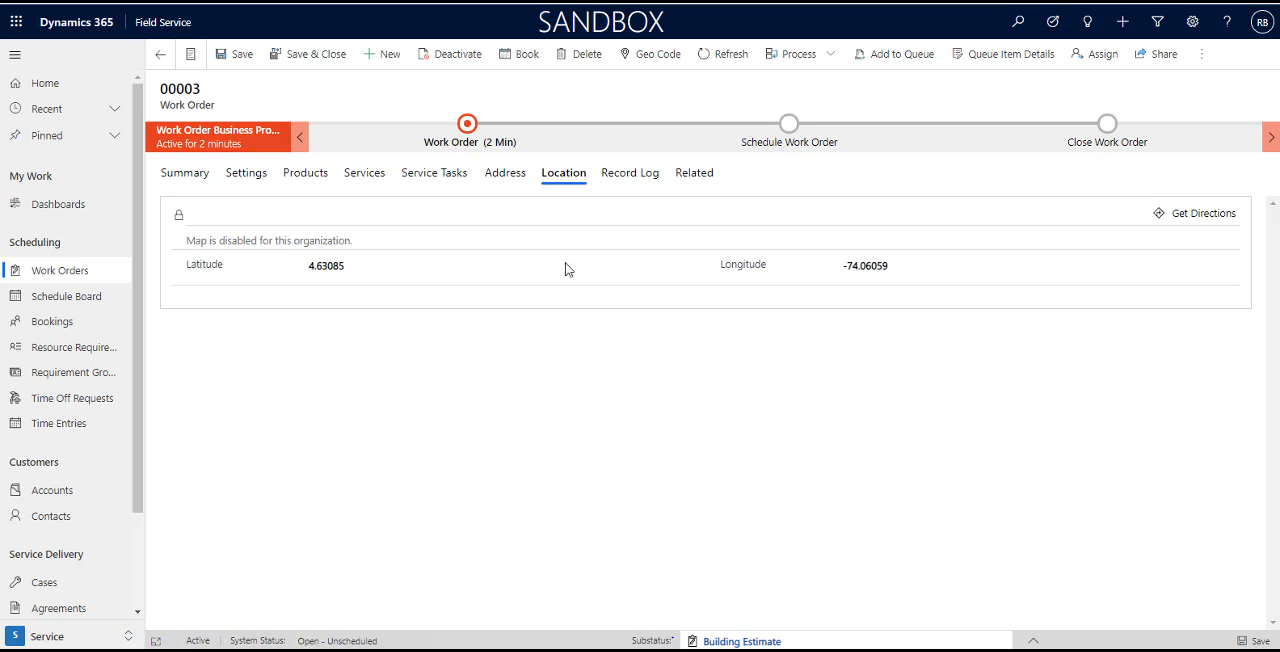 Dynamics 365 Field Service SANDBOX RB
Save Save & Close New Deactivate Book Delete Geo Code Refresh Process Add to Queue Queue Item Details Assign Share
Home
Recent
Pinned
My Work
Dashboards
Scheduling
Work Orders
Schedule Board
Bookings
Resource Require...
Requirement Gro...
Time Off Requests
Time Entries
Customers
Accounts
Contacts
Service Delivery
Cases
Agreements
S Service
00003
Work Order
Work Order Business Pro...
Active for 2 minutes
Work Order (2 Min) Schedule Work Order Close Work Order
Summary Settings Products Services Service Tasks Address Location Record Log Related
Get Directions
Map is disabled for this organization.
Latitude 4.63085 Longitude -74.06059
Active System Status: Open - Unscheduled Substatus:* Building Estimate Save